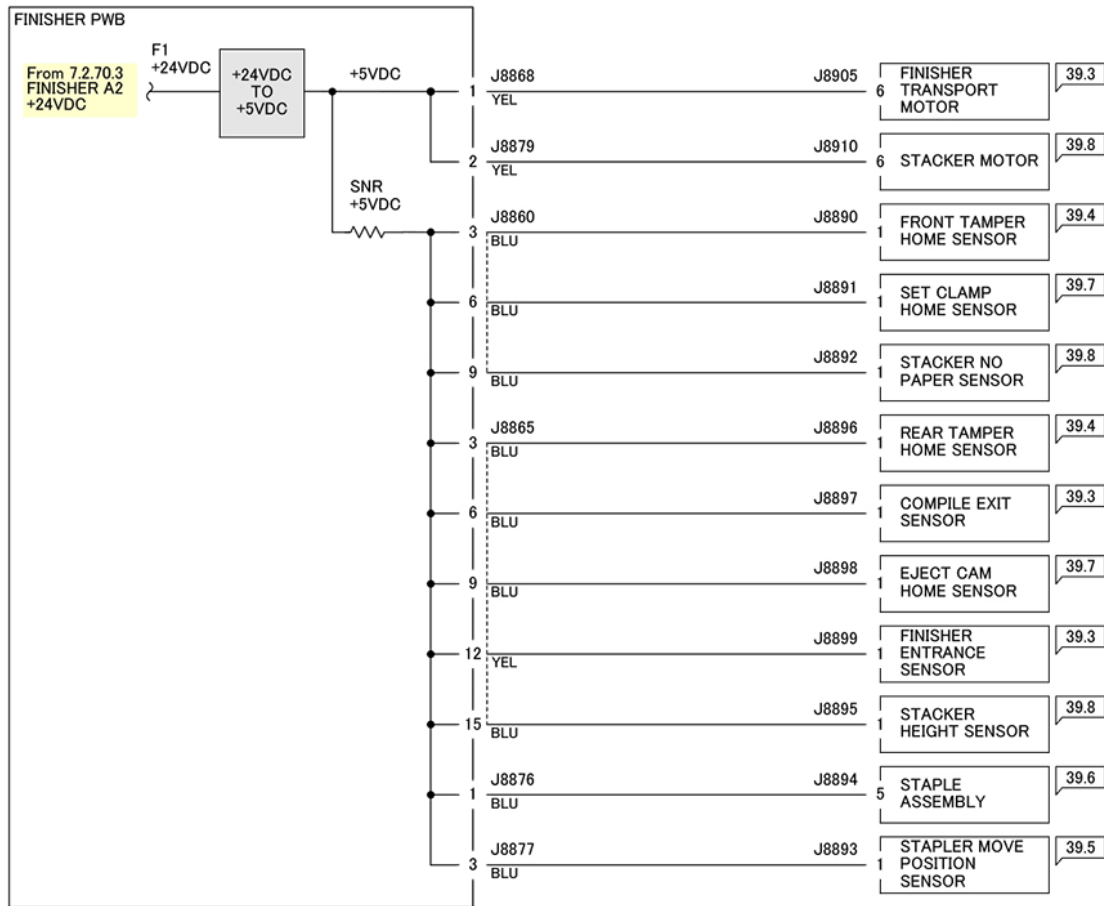 FINISHER PWB
F1
+24VDC
From 7.2.70.3
FINISHER A2
+24VDC
+24VDC
TO
+5VDC
+5VDC
SNR
+5VDC
1 J8868 YEL J8905 6 FINISHER TRANSPORT MOTOR 39.3
2 J8879 YEL J8910 6 STACKER MOTOR 39.8
3 J8860 BLU J8890 1 FRONT TAMPER HOME SENSOR 39.4
6 BLU J8891 1 SET CLAMP HOME SENSOR 39.7
9 BLU J8892 1 STACKER NO PAPER SENSOR 39.8
3 J8865 BLU J8896 1 REAR TAMPER HOME SENSOR 39.4
6 BLU J8897 1 COMPILE EXIT SENSOR 39.3
9 BLU J8898 1 EJECT CAM HOME SENSOR 39.7
12 YEL J8899 1 FINISHER ENTRANCE SENSOR 39.3
15 BLU J8895 1 STACKER HEIGHT SENSOR 39.8
1 J8876 BLU J8894 5 STAPLE ASSEMBLY 39.6
3 J8877 BLU J8893 1 STAPLER MOVE POSITION SENSOR 39.5